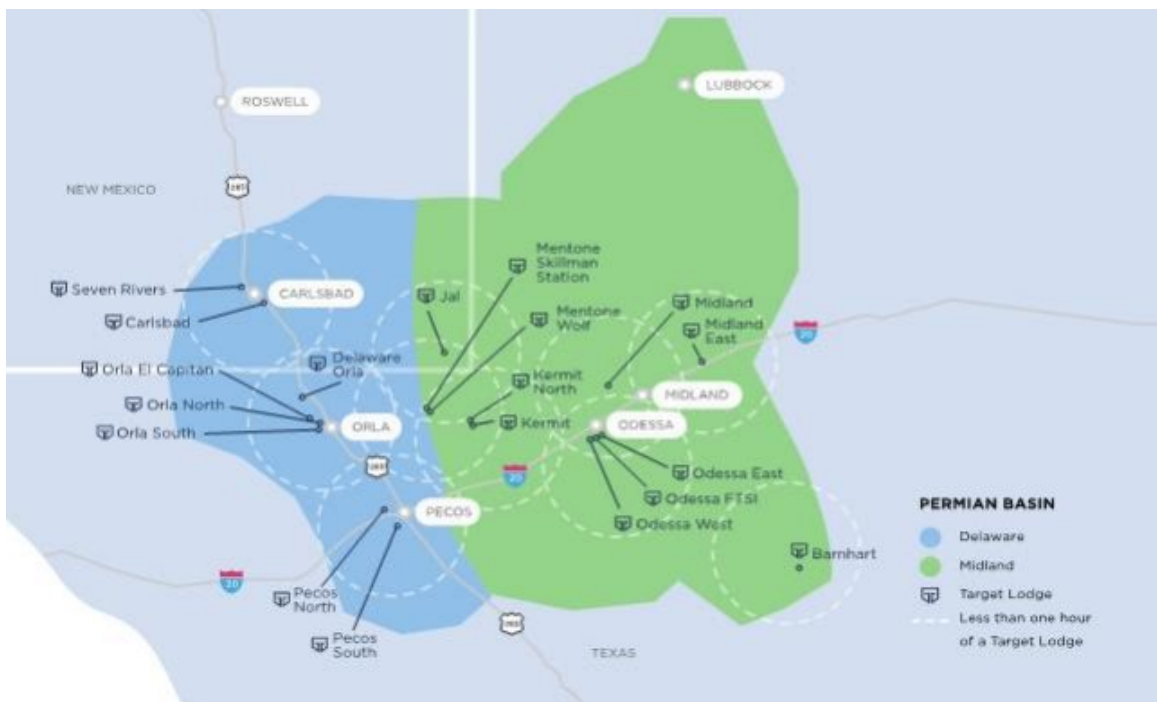 LUBBOCK
ROSWELL
NEW MEXICO
Mentone
Skillman
Station
Seven Rivers
CARLSBAD
Jal
Midland
Carlsbad
Mentone
Wolf
Midland
East
20
Orla El Capitan
Delaware
Orla
Kermit
North
MIDLAND
Orla North
Orla South
ORLA
Kermit
ODESSA
20
Odessa East
Odessa FTSI
Odessa West
PECOS
PERMIAN BASIN
Delaware
Midland
Target Lodge
Less than one hour
of a Target Lodge
Barnhart
20
Pecos
North
Pecos
South
TEXAS